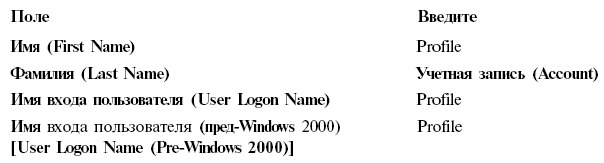 Поле Введите
Имя (First Name) Profile
Фамилия (Last Name) Учетная запись (Account)
Имя входа пользователя (User Logon Name) Profile
Имя входа пользователя (пред-Windows 2000) Profile
[User Logon Name (Pre-Windows 2000)]